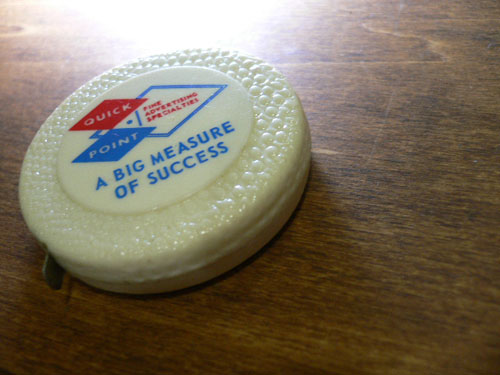 QUICK
POINT
FINE
ADVERTISING
SPECIALTIES
A BIG MEASURE
OF SUCCESS